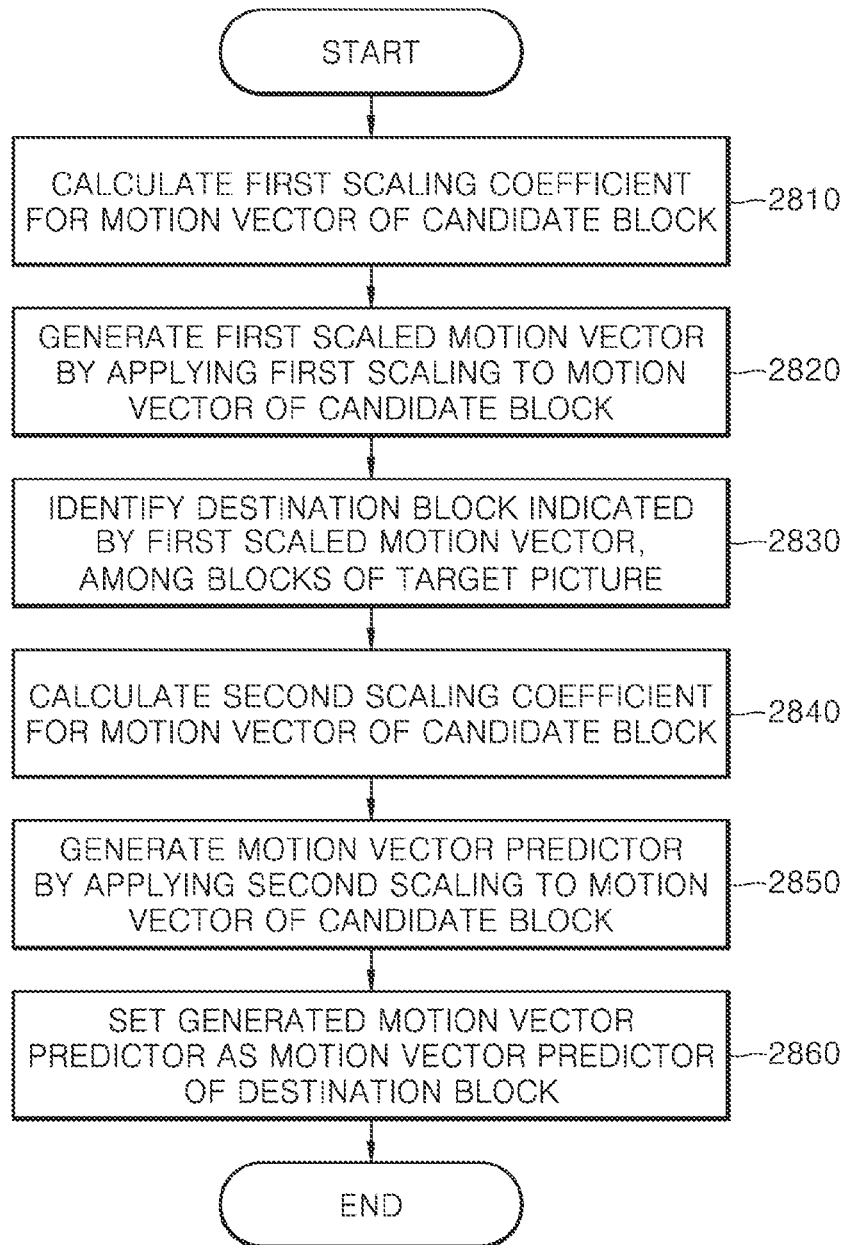 START
CALCULATE FIRST SCALING COEFFICIENT
FOR MOTION VECTOR OF CANDIDATE BLOCK
2810
GENERATE FIRST SCALED MOTION VECTOR
BY APPLYING FIRST SCALING TO MOTION
VECTOR OF CANDIDATE BLOCK
2820
IDENTIFY DESTINATION BLOCK INDICATED
BY FIRST SCALED MOTION VECTOR,
AMONG BLOCKS OF TARGET PICTURE
2830
CALCULATE SECOND SCALING COEFFICIENT
FOR MOTION VECTOR OF CANDIDATE BLOCK
2840
GENERATE MOTION VECTOR PREDICTOR
BY APPLYING SECOND SCALING TO MOTION
VECTOR OF CANDIDATE BLOCK
2850
SET GENERATED MOTION VECTOR
PREDICTOR AS MOTION VECTOR PREDICTOR
OF DESTINATION BLOCK
2860
END